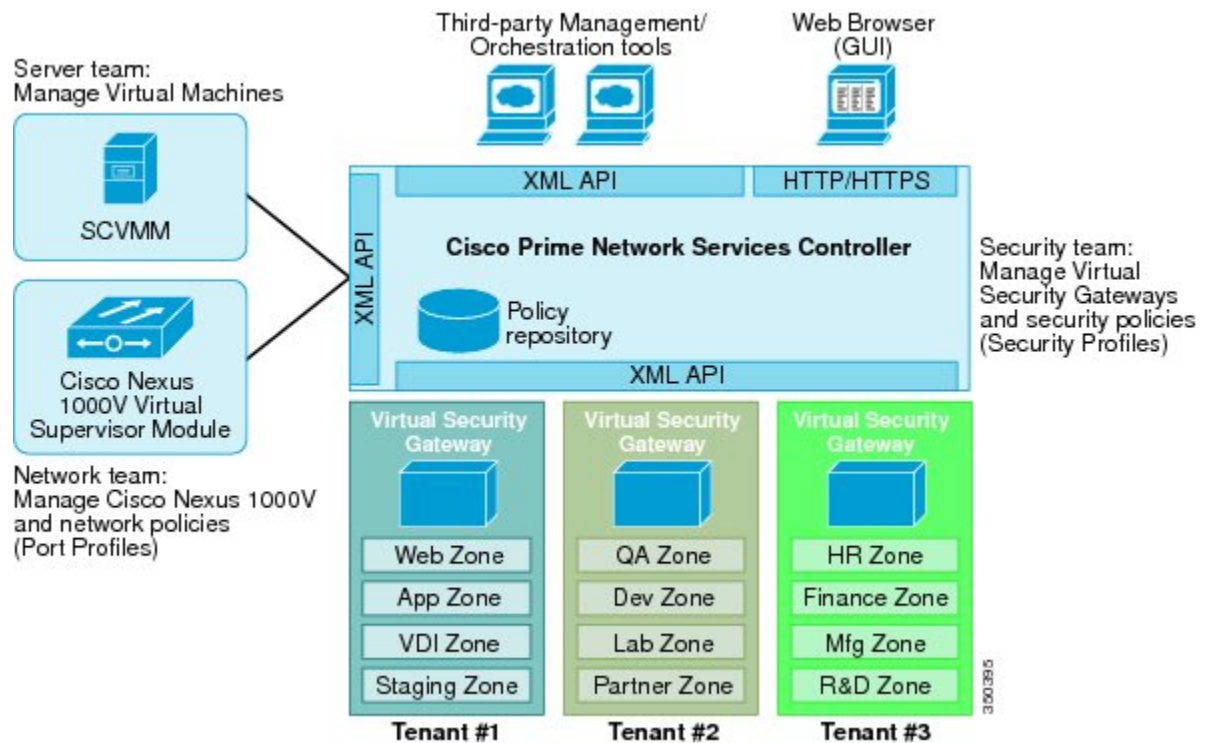 Third-party Management/
Orchestration tools
Web Browser
(GUI)
Server team:
Manage Virtual Machines
SCVMM
Cisco Nexus
1000V Virtual
Supervisor Module
Network team:
Manage Cisco Nexus 1000V
and network policies
(Port Profiles)
XML API
HTTP/HTTPS
XML API
Cisco Prime Network Services Controller
Policy
repository
XML API
Security team:
Manage Virtual
Security Gateways
and security policies
(Security Profiles)
Virtual Security
Gateway
Web Zone
App Zone
VDI Zone
Staging Zone
Tenant #1
Virtual Security
Gateway
QA Zone
Dev Zone
Lab Zone
Partner Zone
Tenant #2
Virtual Security
Gateway
HR Zone
Finance Zone
Mfg Zone
R&D Zone
Tenant #3
350395